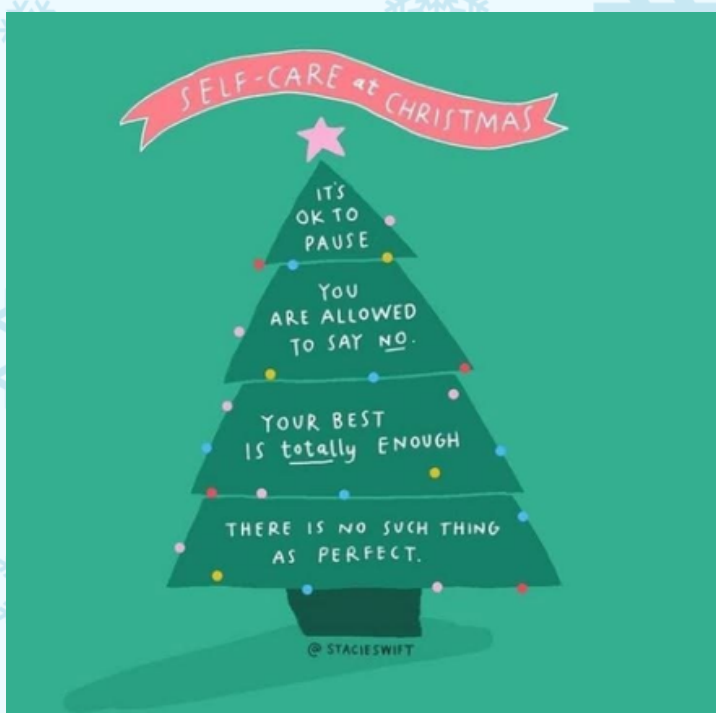 SELF-CARE at CHRISTMAS
IT'S
OK TO
PAUSE
YOU
ARE ALLOWED
TO SAY NO.
YOUR BEST
IS totally ENOUGH
THERE IS NO SUCH THING
AS PERFECT.
@STACIESWIFT